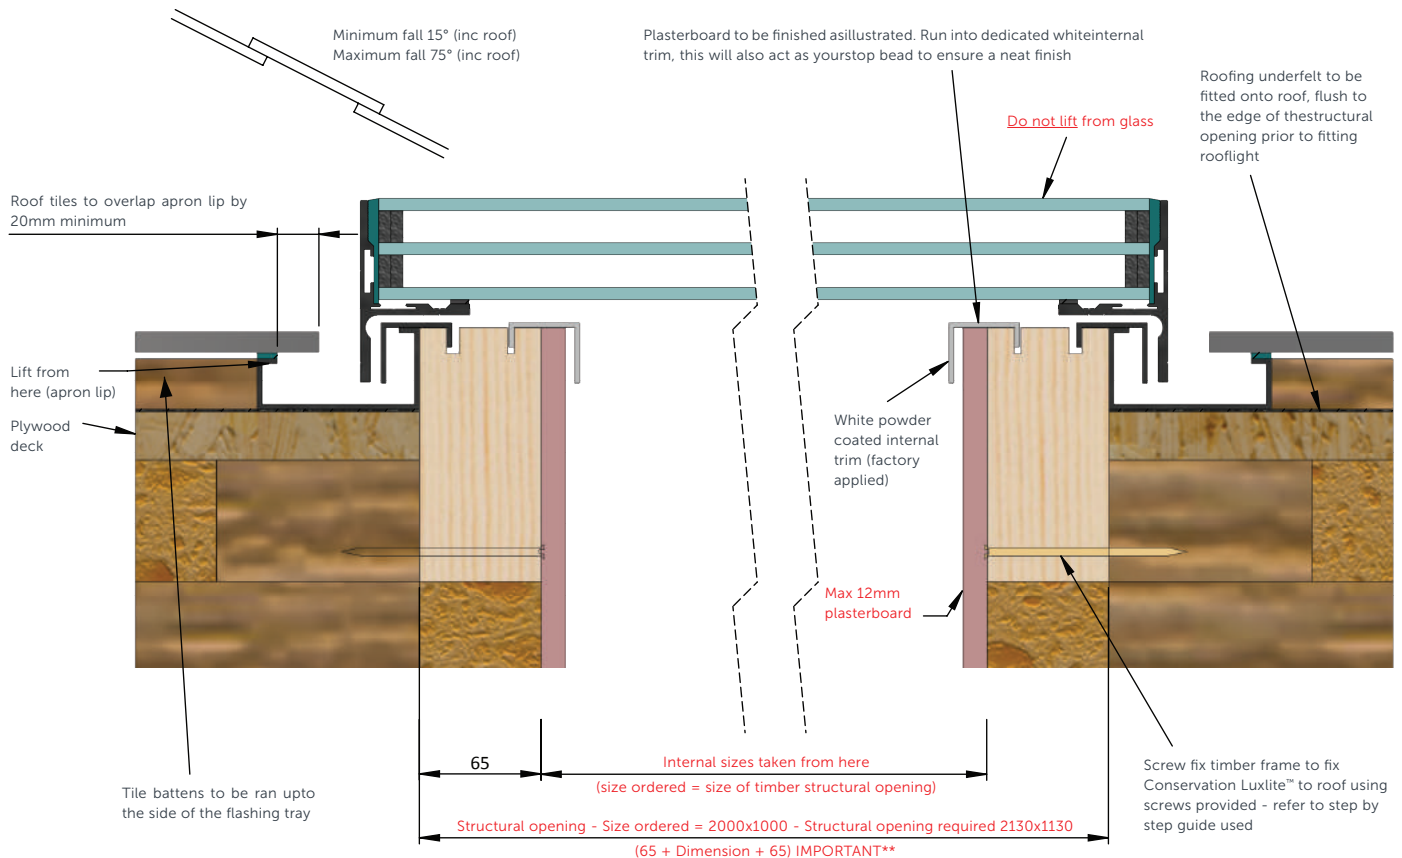 Minimum fall 15° (inc roof)
Maximum fall 75° (inc roof)
Plasterboard to be finished asillustrated. Run into dedicated whiteinternal
trim, this will also act as yourstop bead to ensure a neat finish
Roofing underfelt to be
fitted onto roof, flush to
the edge of thestructural
opening prior to fitting
rooflight
Do not lift from glass
Roof tiles to overlap apron lip by
20mm minimum
Lift from
here (apron lip)
Plywood
deck
White powder
coated internal
trim (factory
applied)
Max 12mm
plasterboard
65
Internal sizes taken from here
(size ordered = size of timber structural opening)
Screw fix timber frame to fix
Conservation Luxlite™ to roof using
screws provided - refer to step by
step guide used
Tile battens to be ran upto
the side of the flashing tray
Structural opening - Size ordered = 2000x1000 - Structural opening required 2130x1130
(65 + Dimension + 65) IMPORTANT**